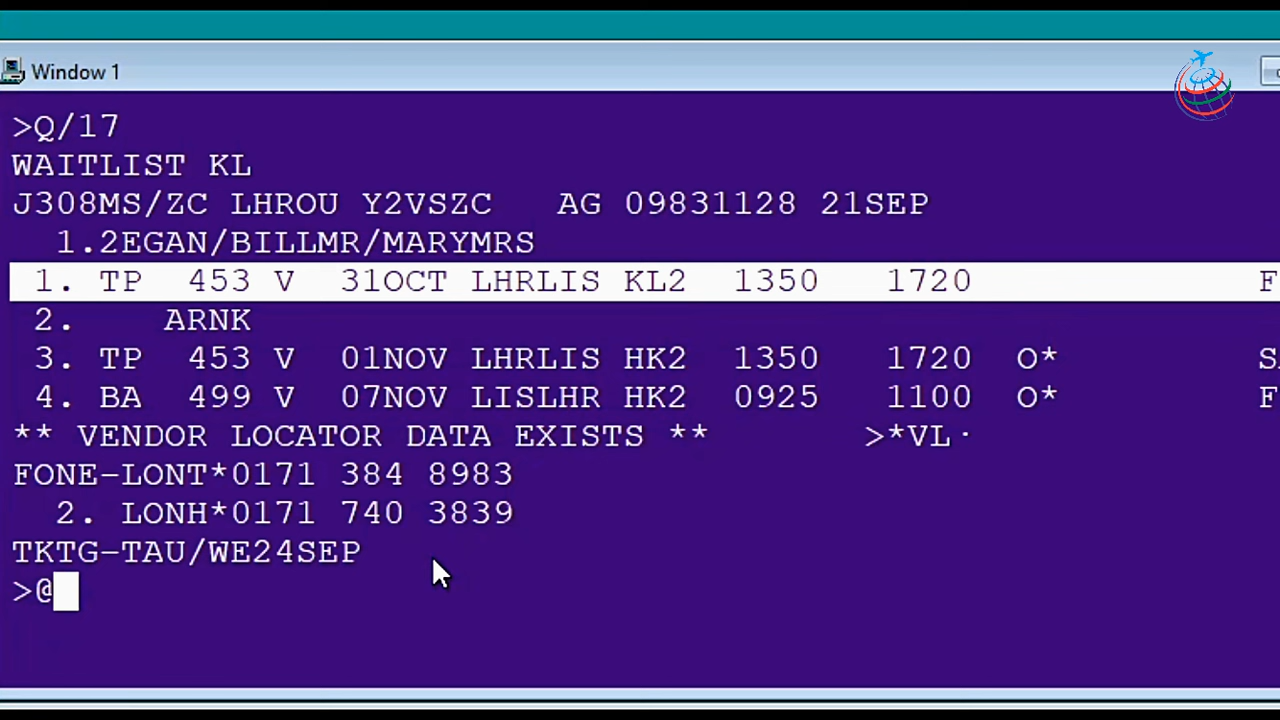 Window 1
>Q/17
WAITLIST KL
J308MS/ZC LHROU Y2VSZC AG 09831128 21SEP
1.2EGAN/BILLMR/MARYMRS
1. TP 453 V 31OCT LHRLIS KL2 1350 1720 F
2. ARNK
3. TP 453 V 01NOV LHRLIS HK2 1350 1720 O*
4. BA 499 V 07NOV LISLHR HK2 0925 1100 O* F
** VENDOR LOCATOR DATA EXISTS ** >*VL·
FONE-LONT*0171 384 8983
2. LONH*0171 740 3839
TKTG-TAU/WE24SEP
>@